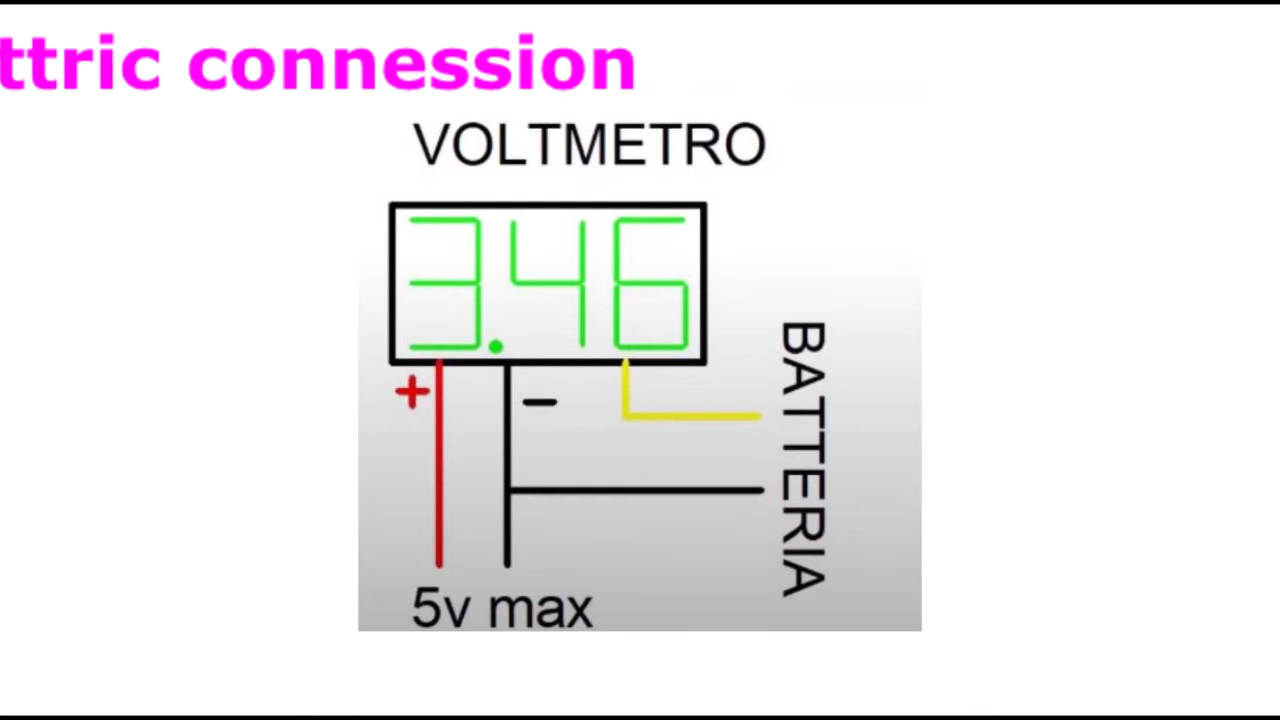 ttric connession
VOLTMETRO
3.46
+
-
BATTERIA
5v max